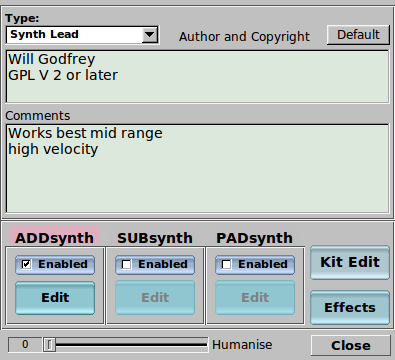 Type:
Synth Lead
Author and Copyright
Default
Will Godfrey
GPL V 2 or later
Comments
Works best mid range
high velocity
ADDsynth SUBsynth PADsynth
Enabled Enabled Enabled
Kit Edit
Edit Edit Edit
Effects
0 Humanise Close